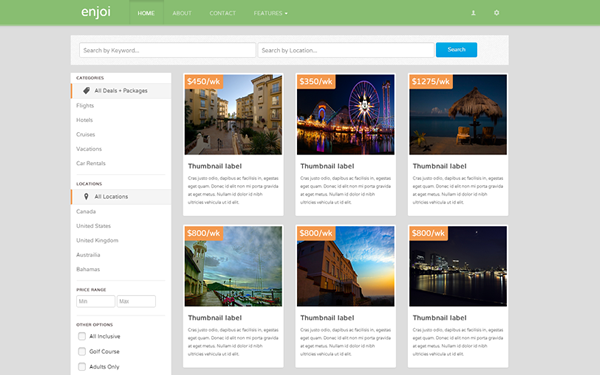 enjoi
HOME
ABOUT
CONTACT
FEATURES
Search by Keyword...
Search by Location...
Search
CATEGORIES
All Deals + Packages
Flights
Hotels
Cruises
Vacations
Car Rentals
LOCATIONS
All Locations
Canada
United States
United Kingdom
Austrailia
Bahamas
PRICE RANGE
Min
Max
OTHER OPTIONS
All Inclusive
Golf Course
Adults Only
$450/wk
Thumbnail label
Cras justo odio, dapibus ac facilisis in, egestas
eget quam. Donec id elit non mi porta gravida
at eget metus. Nullam id dolor id nibh
ultricies vehicula ut id elit.
$350/wk
Thumbnail label
Cras justo odio, dapibus ac facilisis in, egestas
eget quam. Donec id elit non mi porta gravida
at eget metus. Nullam id dolor id nibh
ultricies vehicula ut id elit.
$1275/wk
Thumbnail label
Cras justo odio, dapibus ac facilisis in, egestas
eget quam. Donec id elit non mi porta gravida
at eget metus. Nullam id dolor id nibh
ultricies vehicula ut id elit.
$800/wk
Thumbnail label
Cras justo odio, dapibus ac facilisis in, egestas
eget quam. Donec id elit non mi porta gravida
at eget metus. Nullam id dolor id nibh
ultricies vehicula ut id elit.
$800/wk
Thumbnail label
Cras justo odio, dapibus ac facilisis in, egestas
eget quam. Donec id elit non mi porta gravida
at eget metus. Nullam id dolor id nibh
ultricies vehicula ut id elit.
$800/wk
Thumbnail label
Cras justo odio, dapibus ac facilisis in, egestas
eget quam. Donec id elit non mi porta gravida
at eget metus. Nullam id dolor id nibh
ultricies vehicula ut id elit.